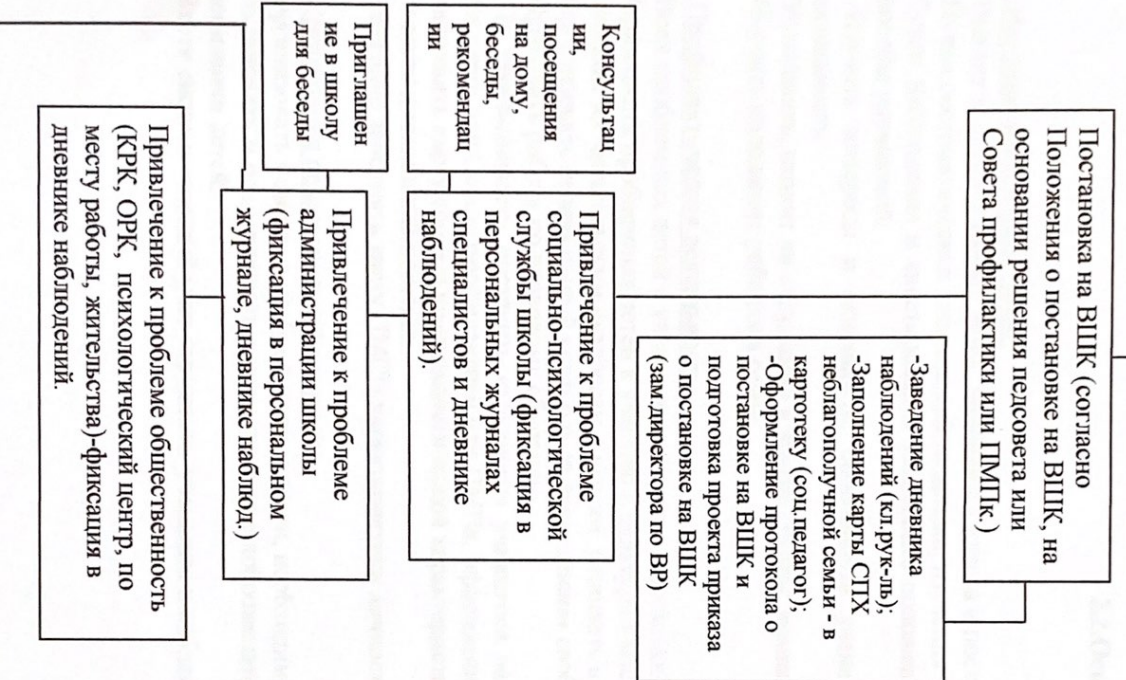 Постановка на ВШК (согласно
Положения о постановке на ВШК, на
основании решения педсовета или
Совета профилактики или ПМПк.)
-Заведение дневника
наблюдений (кл.рук-ль);
-Заполнение карты СПХ
неблагополучной семьи - в
картотеку (соц.педагог);
-Оформление протокола о
постановке на ВШК и
подготовка проекта приказа
о постановке на ВШК
(зам.директора по ВР)
Консультац
ии,
посещения
на дому,
беседы,
рекомендац
ии
Привлечение к проблеме
социально-психологической
службы школы (фиксация в
персональных журналах
специалистов и дневнике
наблюдений).
Приглашен
ие в школу
для беседы
Привлечение к проблеме
администрации школы
(фиксация в персональном
журнале, дневнике наблюд.)
Привлечение к проблеме общественность
(КРК, ОРК, психологический центр, по
месту работы, жительства)-фиксация в
дневнике наблюдений.